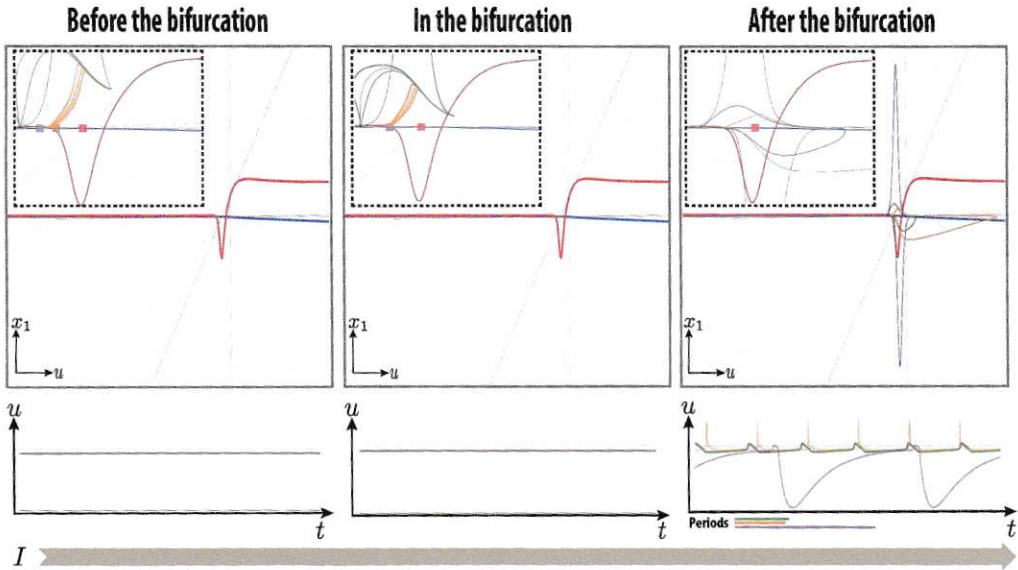 Before the bifurcation
In the bifurcation
After the bifurcation
x₁
u
x₁
u
x₁
u
u
t
u
t
u
t
Periods
I